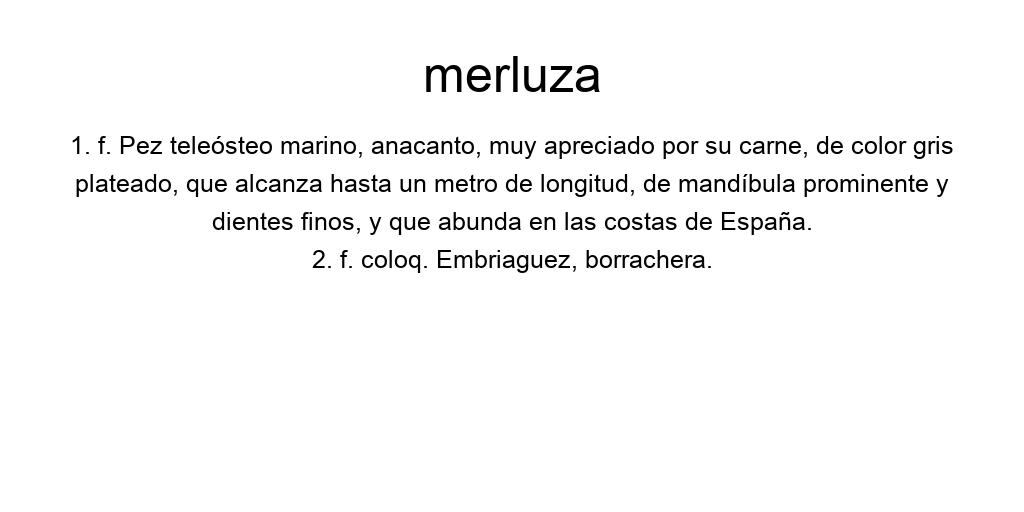 merluza
1. f. Pez teleósteo marino, anacanto, muy apreciado por su carne, de color gris
plateado, que alcanza hasta un metro de longitud, de mandíbula prominente y
dientes finos, y que abunda en las costas de España.
2. f. coloq. Embriaguez, borrachera.